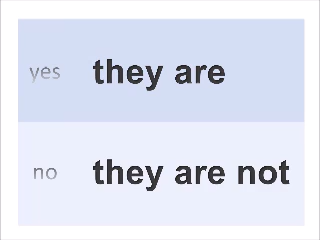 yes they are
no they are not